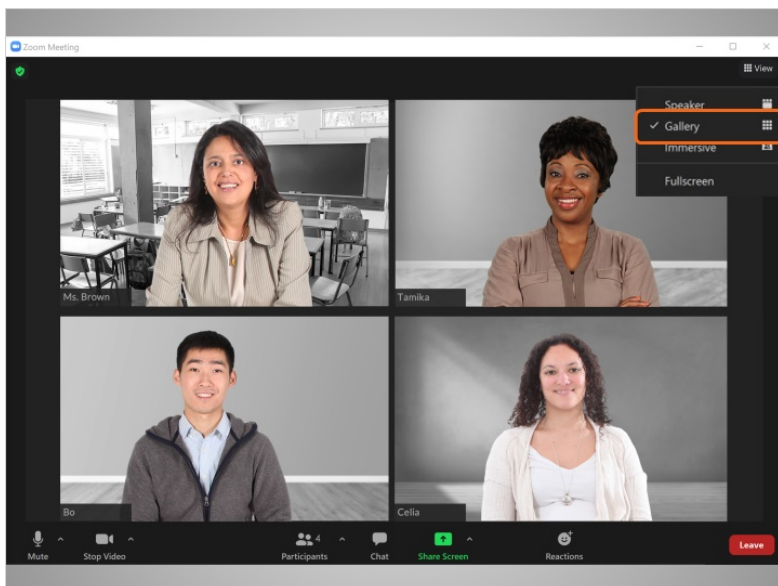 Zoom Meeting
View
Speaker
Gallery
Immersive
Fullscreen
Ms. Brown
Tamika
Bo
Celia
4
Mute
Stop Video
Participants
Chat
Share Screen
Reactions
Leave